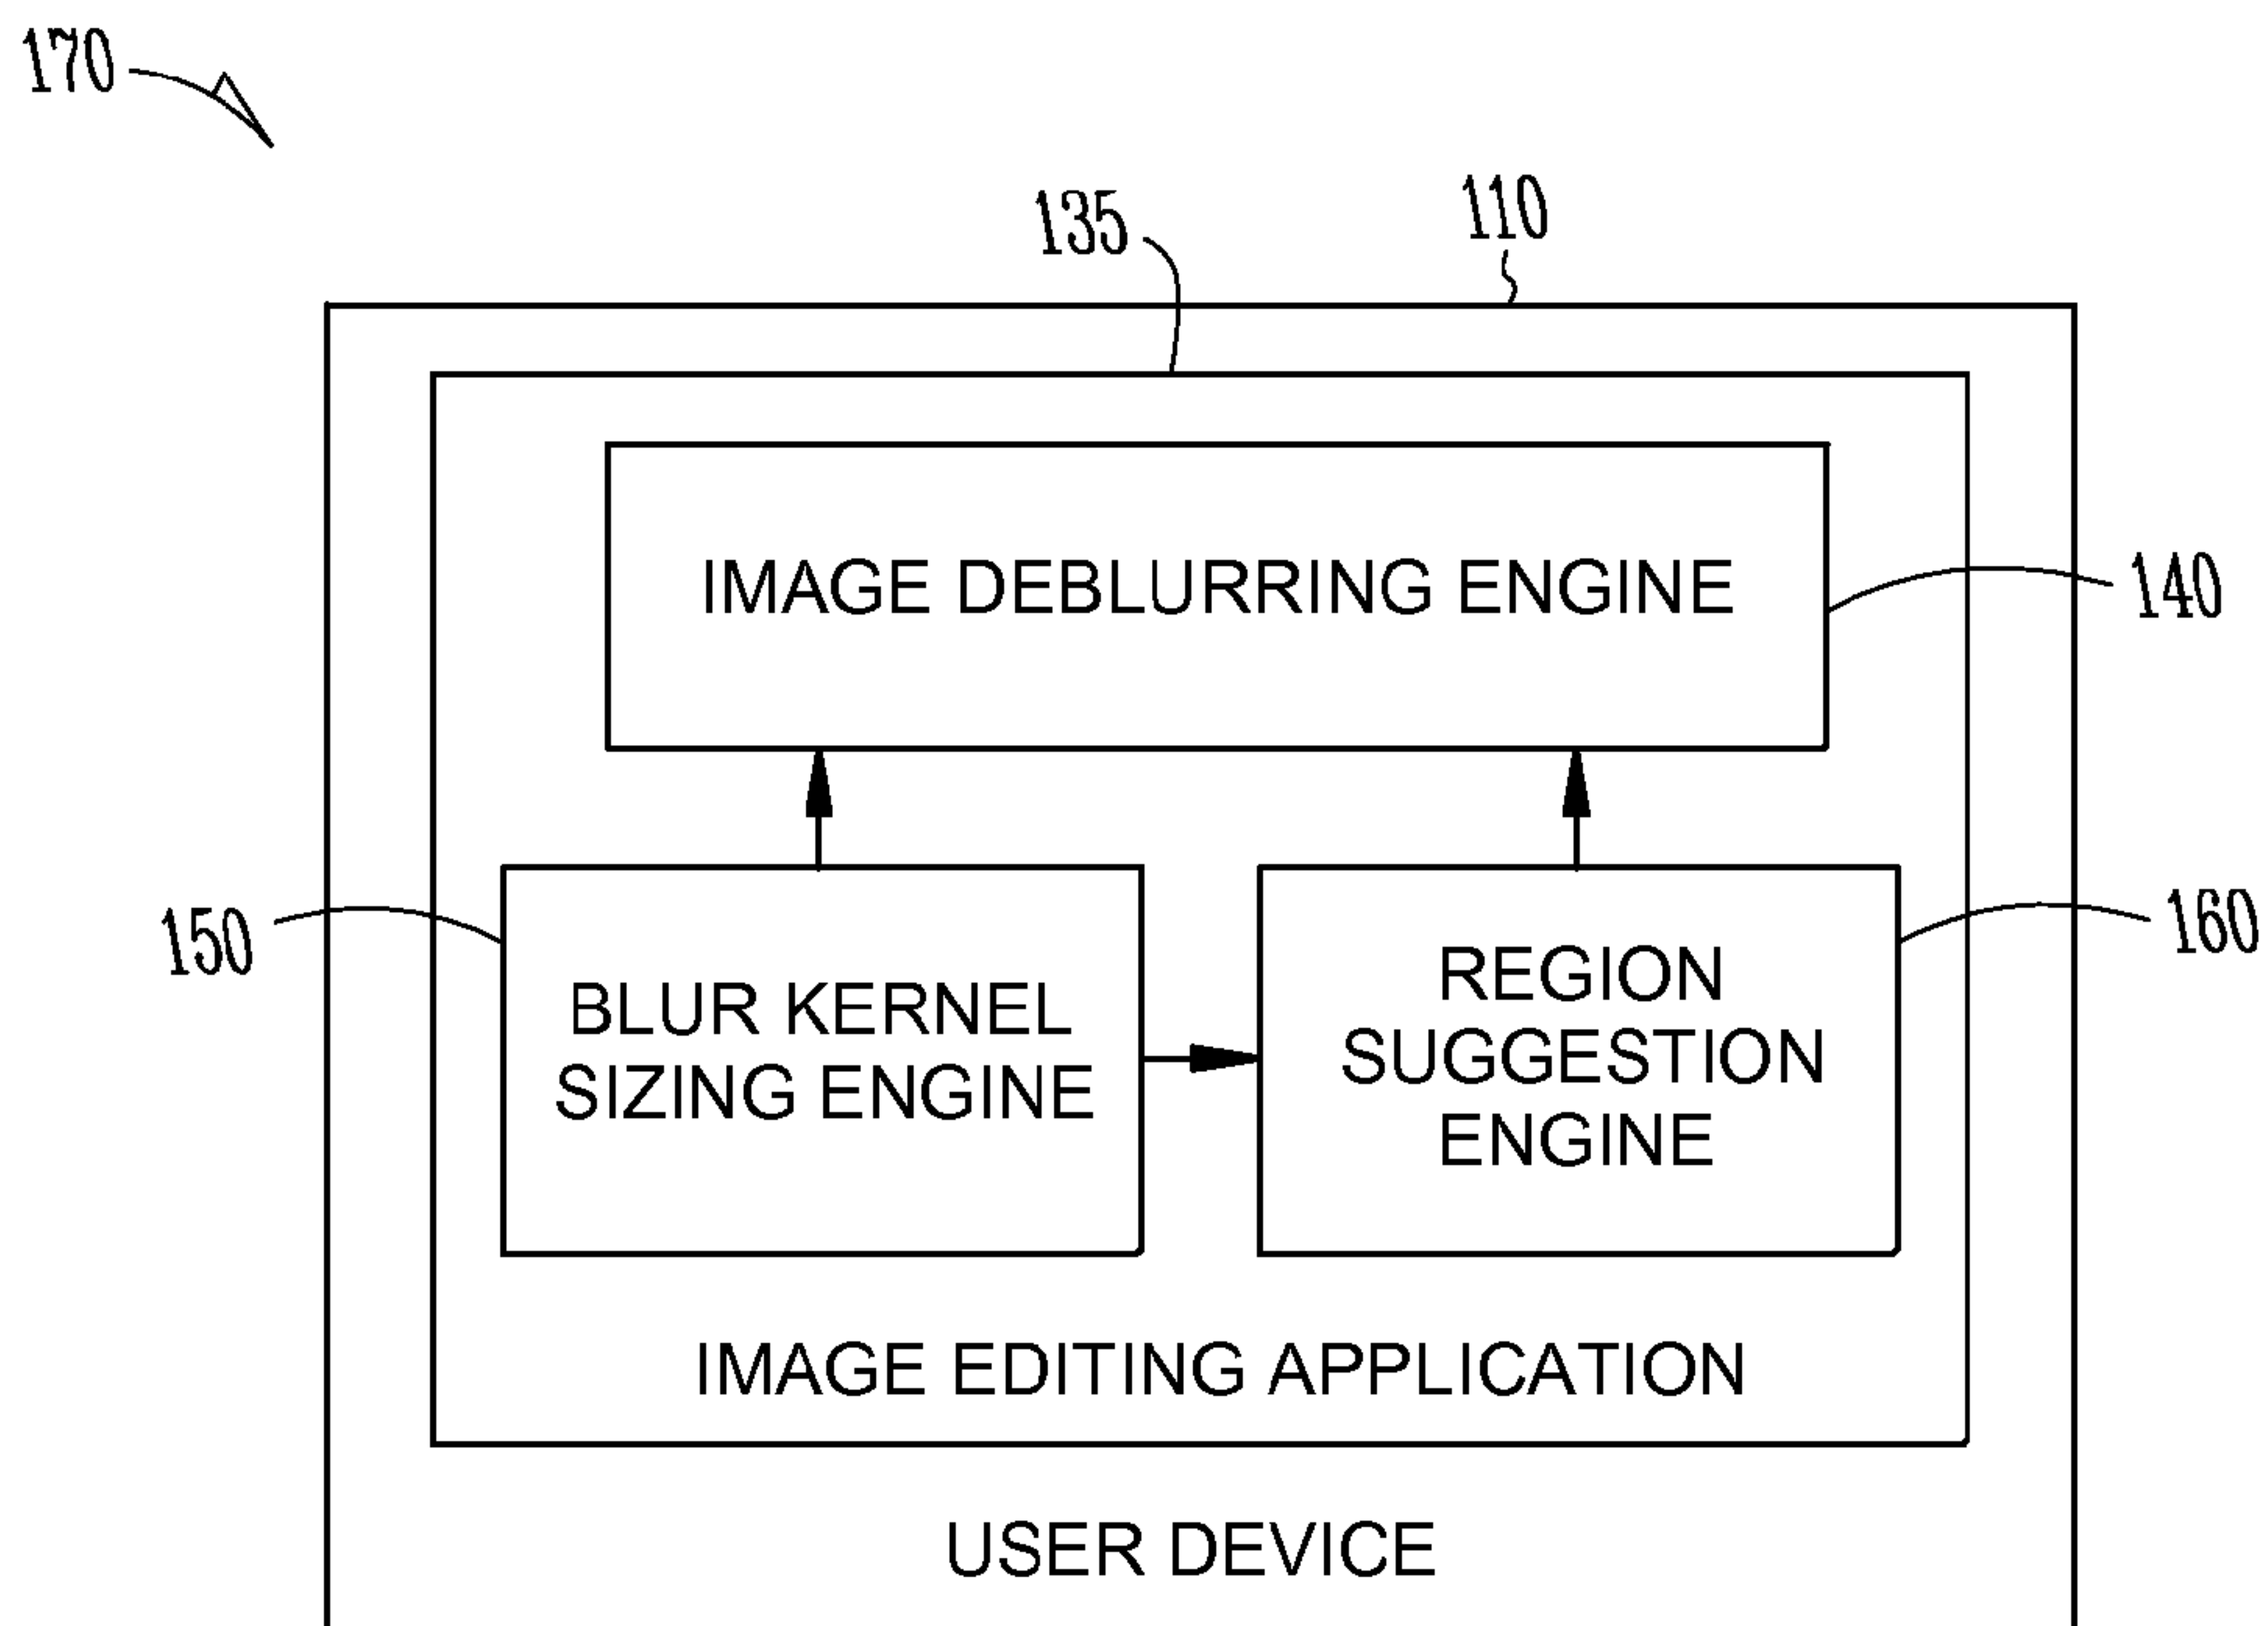 170
135
110
IMAGE DEBLURRING ENGINE
140
150
160
BLUR KERNEL
SIZING ENGINE
REGION
SUGGESTION
ENGINE
IMAGE EDITING APPLICATION
USER DEVICE